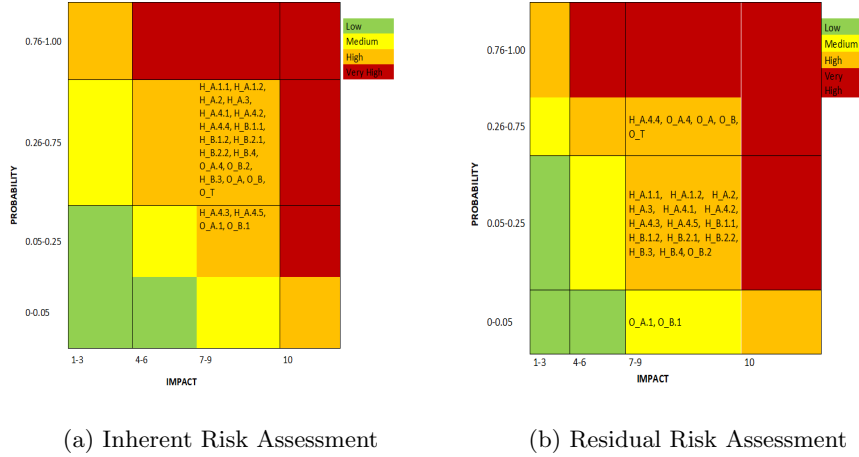 0.76-1.00
0.26-0.75
0.05-0.25
0-0.05
PROBABILITY
H_A.1.1, H_A.1.2,
H_A.2, H_A.3,
H_A.4.1, H_A.4.2,
H_A.4.4, H_B.1.1,
H_B.1.2, H_B.2.1,
H_B.2.2, H_B.4,
O_A.4, O_B.2,
H_B.3, O_A, O_B,
O_T
H_A.4.3, H_A.4.5,
O_A.1, O_B.1
1-3
4-6
7-9
10
IMPACT
Low
Medium
High
Very High
(a) Inherent Risk Assessment
0.76-1.00
0.26-0.75
0.05-0.25
0-0.05
PROBABILITY
H_A.4.4, O_A.4, O_A, O_B,
O_T
H_A.1.1, H_A.1.2, H_A.2,
H_A.3, H_A.4.1, H_A.4.2,
H_A.4.3, H_A.4.5, H_B.1.1,
H_B.1.2, H_B.2.1, H_B.2.2,
H_B.3, H_B.4, O_B.2
O_A.1, O_B.1
1-3
4-6
7-9
10
IMPACT
Low
Medium
High
Very
High
(b) Residual Risk Assessment